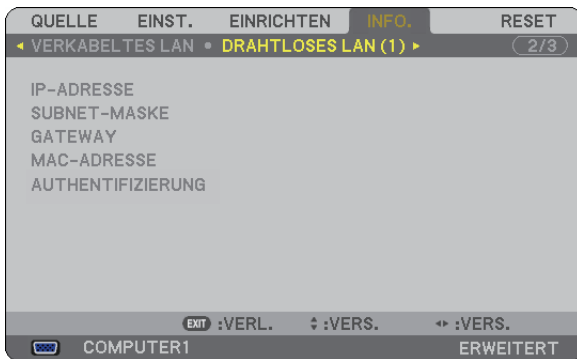 QUELLE EINST. EINRICHTEN INFO. RESET
VERKABELTES LAN • DRAHTLOSES LAN (1) 2/3
IP-ADRESSE
SUBNET-MASKE
GATEWAY
MAC-ADRESSE
AUTHENTIFIZIERUNG
EXIT :VERL. :VERS. :VERS.
COMPUTER1 ERWEITERT